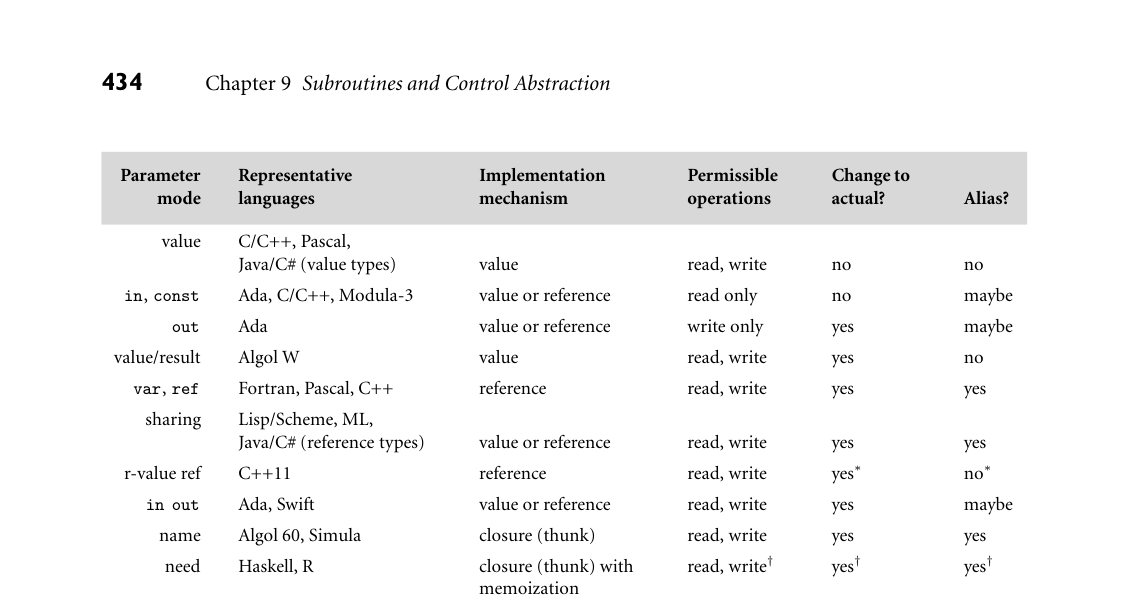 434 Chapter 9 Subroutines and Control Abstraction
Parameter Representative Implementation Permissible Change to
mode languages mechanism operations actual? Alias?
value C/C++, Pascal,
Java/C# (value types) value read, write no no
in, const Ada, C/C++, Modula-3 value or reference read only no maybe
out Ada value or reference write only yes maybe
value/result Algol W value read, write yes no
var, ref Fortran, Pascal, C++ reference read, write yes yes
sharing Lisp/Scheme, ML,
Java/C# (reference types) value or reference read, write yes yes
r-value ref C++11 reference read, write yes* no*
in out Ada, Swift value or reference read, write yes maybe
name Algol 60, Simula closure (thunk) read, write yes yes
need Haskell, R closure (thunk) with read, write† yes† yes†
memoization